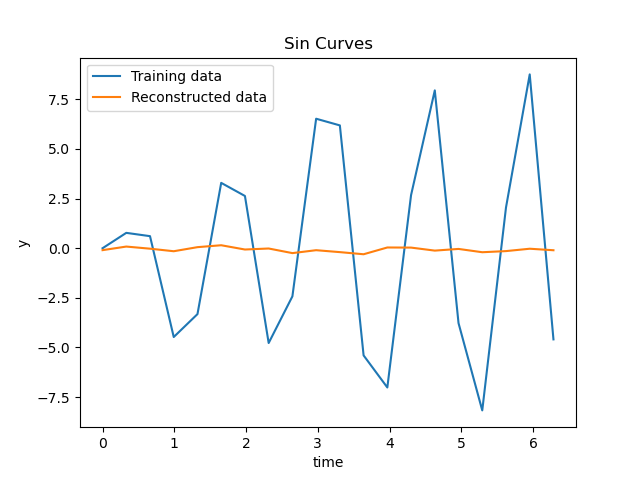 Sin Curves
Training data
Reconstructed data
7.5
5.0
2.5
0.0
−2.5
−5.0
−7.5
y
0 1 2 3 4 5 6
time